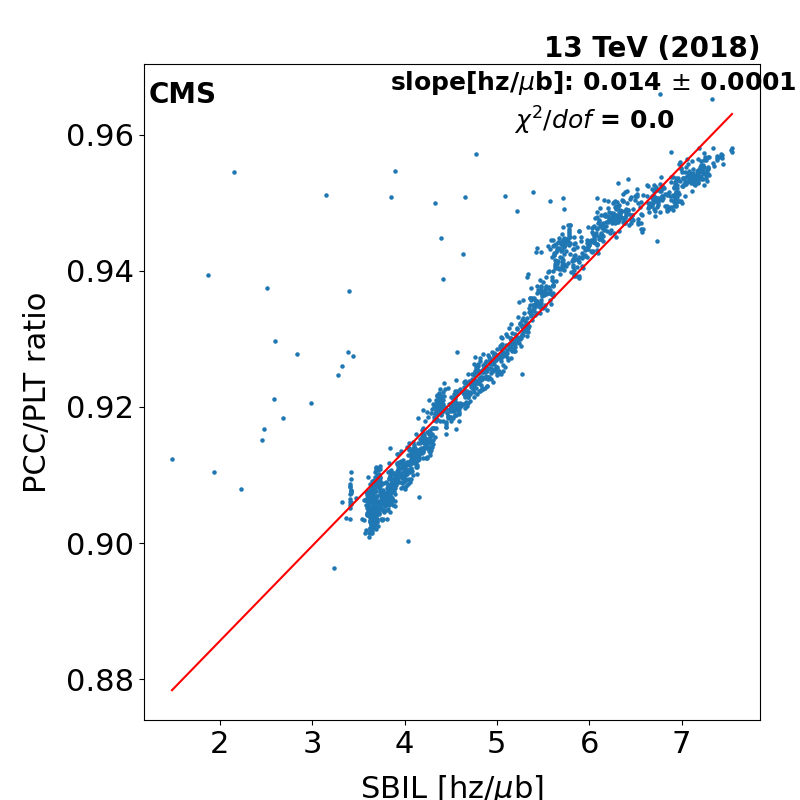 13 TeV (2018)
CMS
slope[hz/μb]: 0.014 ± 0.0001
χ²/dof = 0.0
PCC/PLT ratio
0.96
0.94
0.92
0.90
0.88
2 3 4 5 6 7
SBIL [hz/μb]